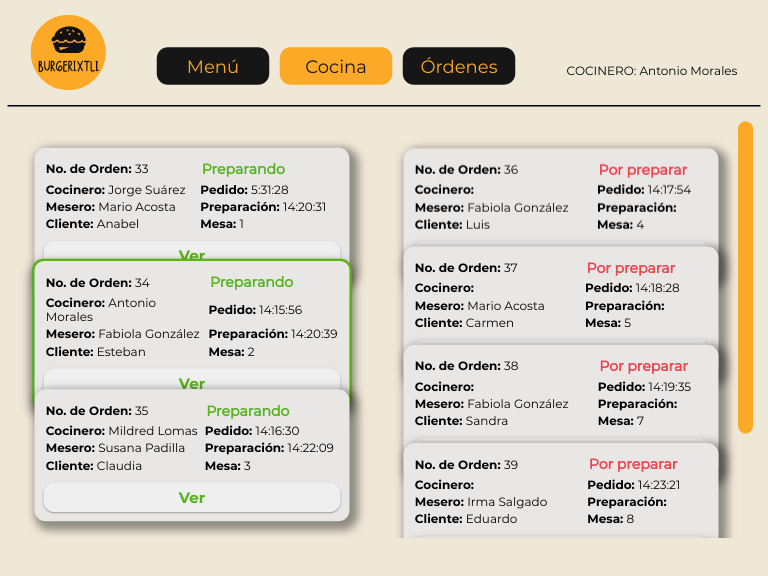 BURGERIXTLI
Menú
Cocina
Órdenes
COCINERO: Antonio Morales
No. de Orden: 33
Preparando
Cocinero: Jorge Suárez
Pedido: 5:31:28
Mesero: Mario Acosta
Preparación: 14:20:31
Cliente: Anabel
Mesa: 1
Ver
No. de Orden: 34
Preparando
Cocinero: Antonio
Morales
Pedido: 14:15:56
Mesero: Fabiola González
Preparación: 14:20:39
Cliente: Esteban
Mesa: 2
Ver
No. de Orden: 35
Preparando
Cocinero: Mildred Lomas
Pedido: 14:16:30
Mesero: Susana Padilla
Preparación: 14:22:09
Cliente: Claudia
Mesa: 3
Ver
No. de Orden: 36
Por preparar
Cocinero:
Pedido: 14:17:54
Mesero: Fabiola González
Preparación:
Cliente: Luis
Mesa: 4
No. de Orden: 37
Por preparar
Cocinero:
Pedido: 14:18:28
Mesero: Mario Acosta
Preparación:
Cliente: Carmen
Mesa: 5
No. de Orden: 38
Por preparar
Cocinero:
Pedido: 14:19:35
Mesero: Fabiola González
Preparación:
Cliente: Sandra
Mesa: 7
No. de Orden: 39
Por preparar
Cocinero:
Pedido: 14:23:21
Mesero: Irma Salgado
Preparación:
Cliente: Eduardo
Mesa: 8